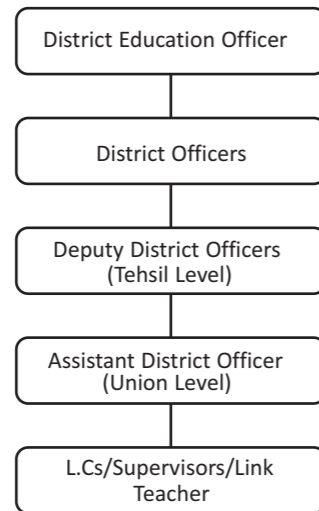 District Education Officer
District Officers
Deputy District Officers
(Tehsil Level)
Assistant District Officer
(Union Level)
L.Cs/Supervisors/Link
Teacher